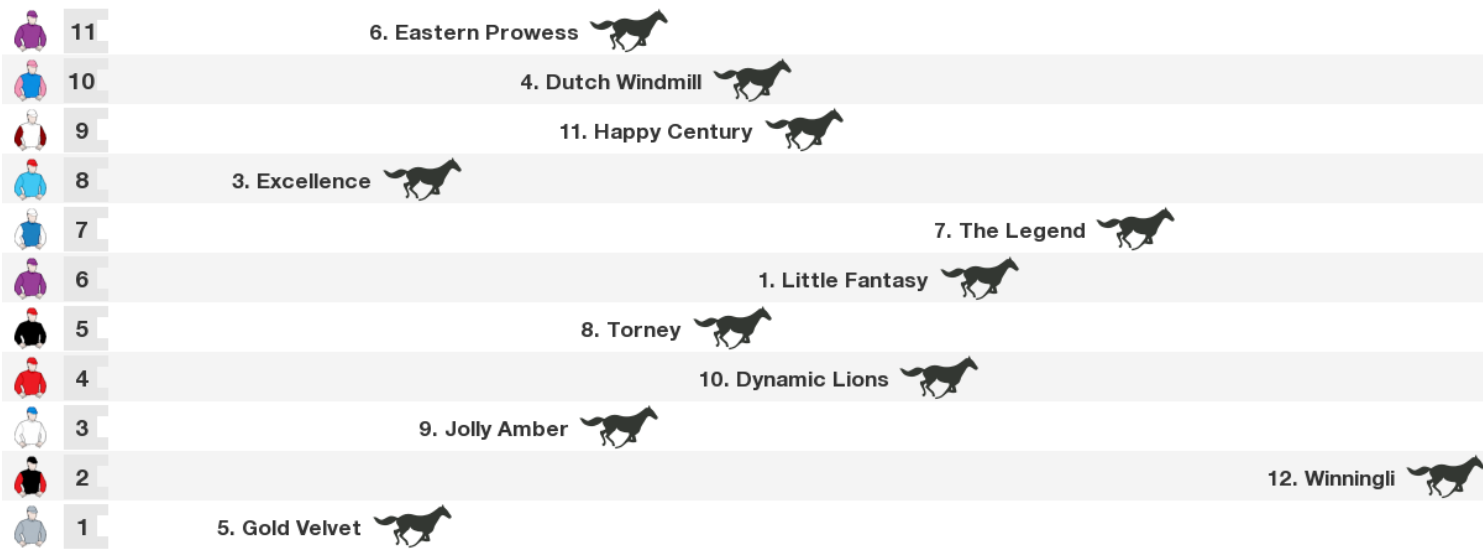 11 6. Eastern Prowess
10 4. Dutch Windmill
9 11. Happy Century
8 3. Excellence
7 7. The Legend
6 1. Little Fantasy
5 8. Torney
4 10. Dynamic Lions
3 9. Jolly Amber
2 12. Winningli
1 5. Gold Velvet